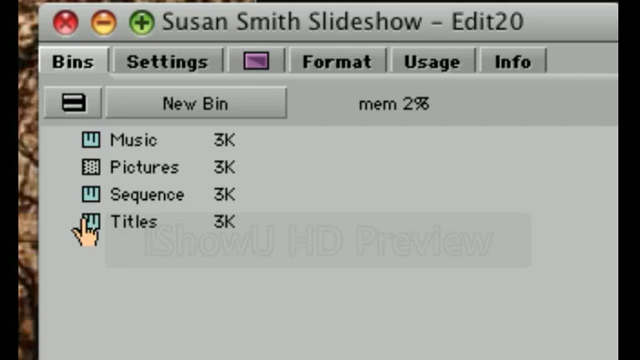 Susan Smith Slideshow - Edit20
Bins Settings Format Usage Info
New Bin mem 2%
Music 3K
Pictures 3K
Sequence 3K
Titles 3K
iShowU HD Preview